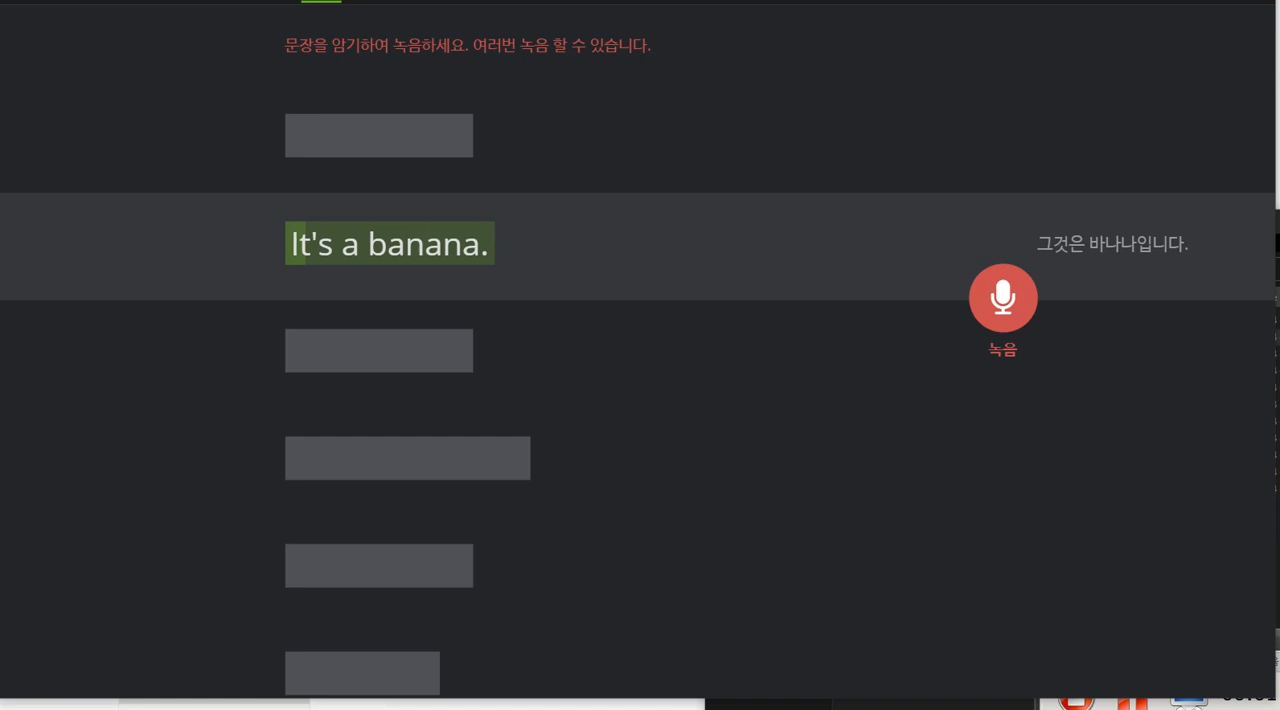 문장을 암기하여 녹음하세요. 여러번 녹음 할 수 있습니다.
It's a banana.
그것은 바나나입니다.
녹음